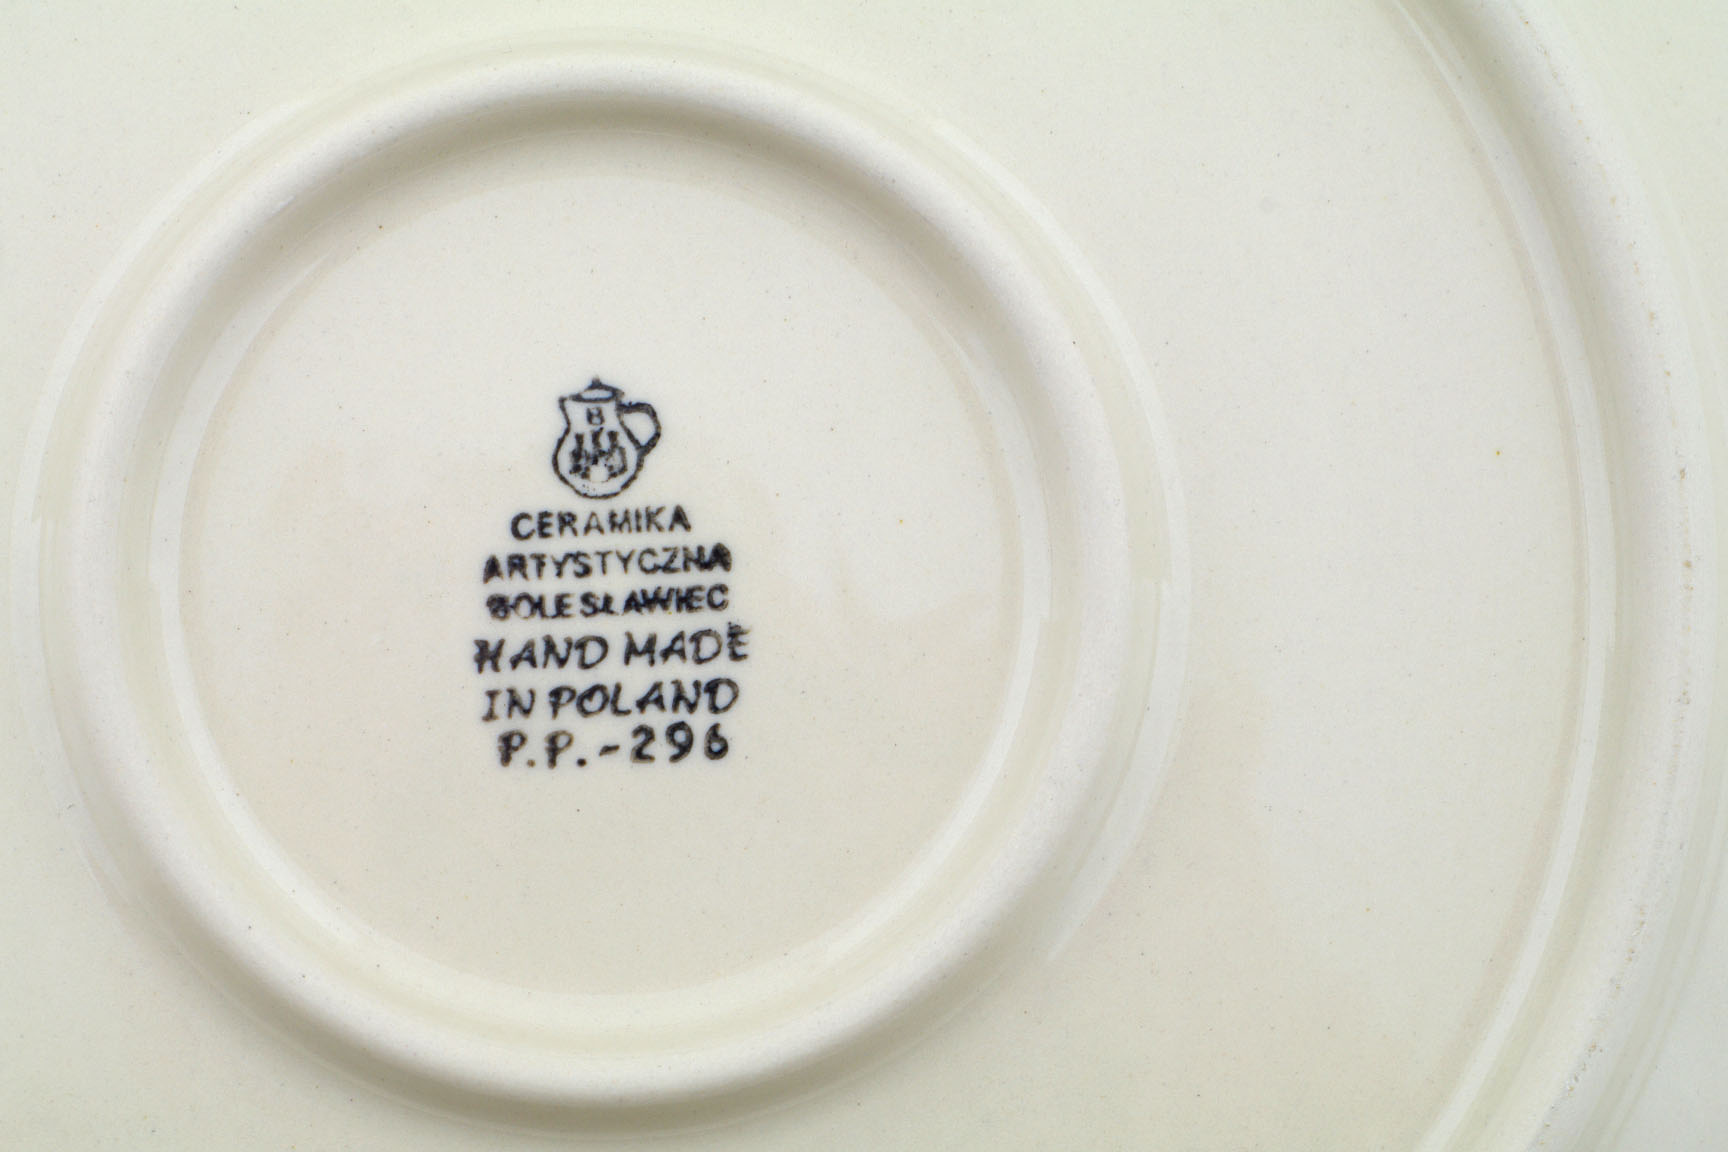 B
CERAMIKA
ARTYSTYCZNA
BOLESŁAWIEC
HAND MADE
IN POLAND
P.P.-296